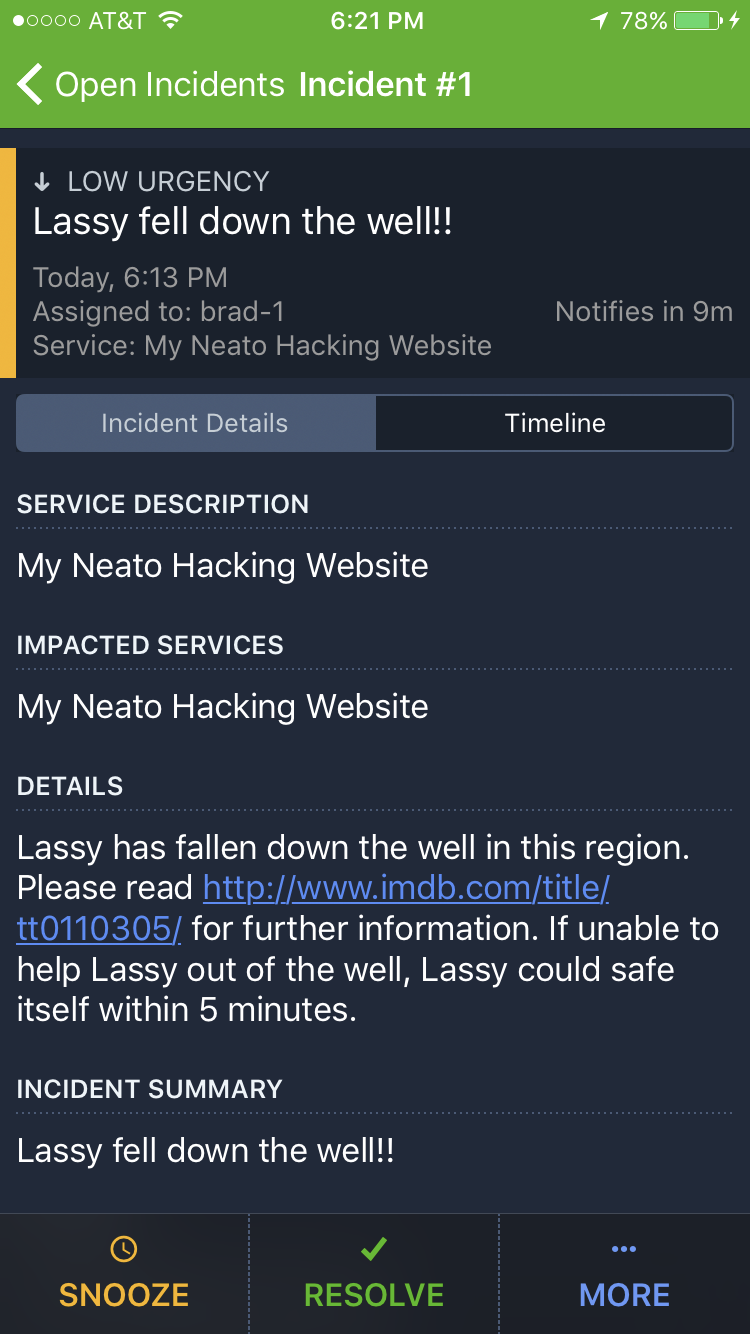 AT&T 6:21 PM 78%
Open Incidents Incident #1
LOW URGENCY
Lassy fell down the well!!
Today, 6:13 PM
Assigned to: brad-1 Notifies in 9m
Service: My Neato Hacking Website
Incident Details Timeline
SERVICE DESCRIPTION
My Neato Hacking Website
IMPACTED SERVICES
My Neato Hacking Website
DETAILS
Lassy has fallen down the well in this region.
Please read http://www.imdb.com/title/
tt0110305/ for further information. If unable to
help Lassy out of the well, Lassy could safe
itself within 5 minutes.
INCIDENT SUMMARY
Lassy fell down the well!!
SNOOZE RESOLVE MORE